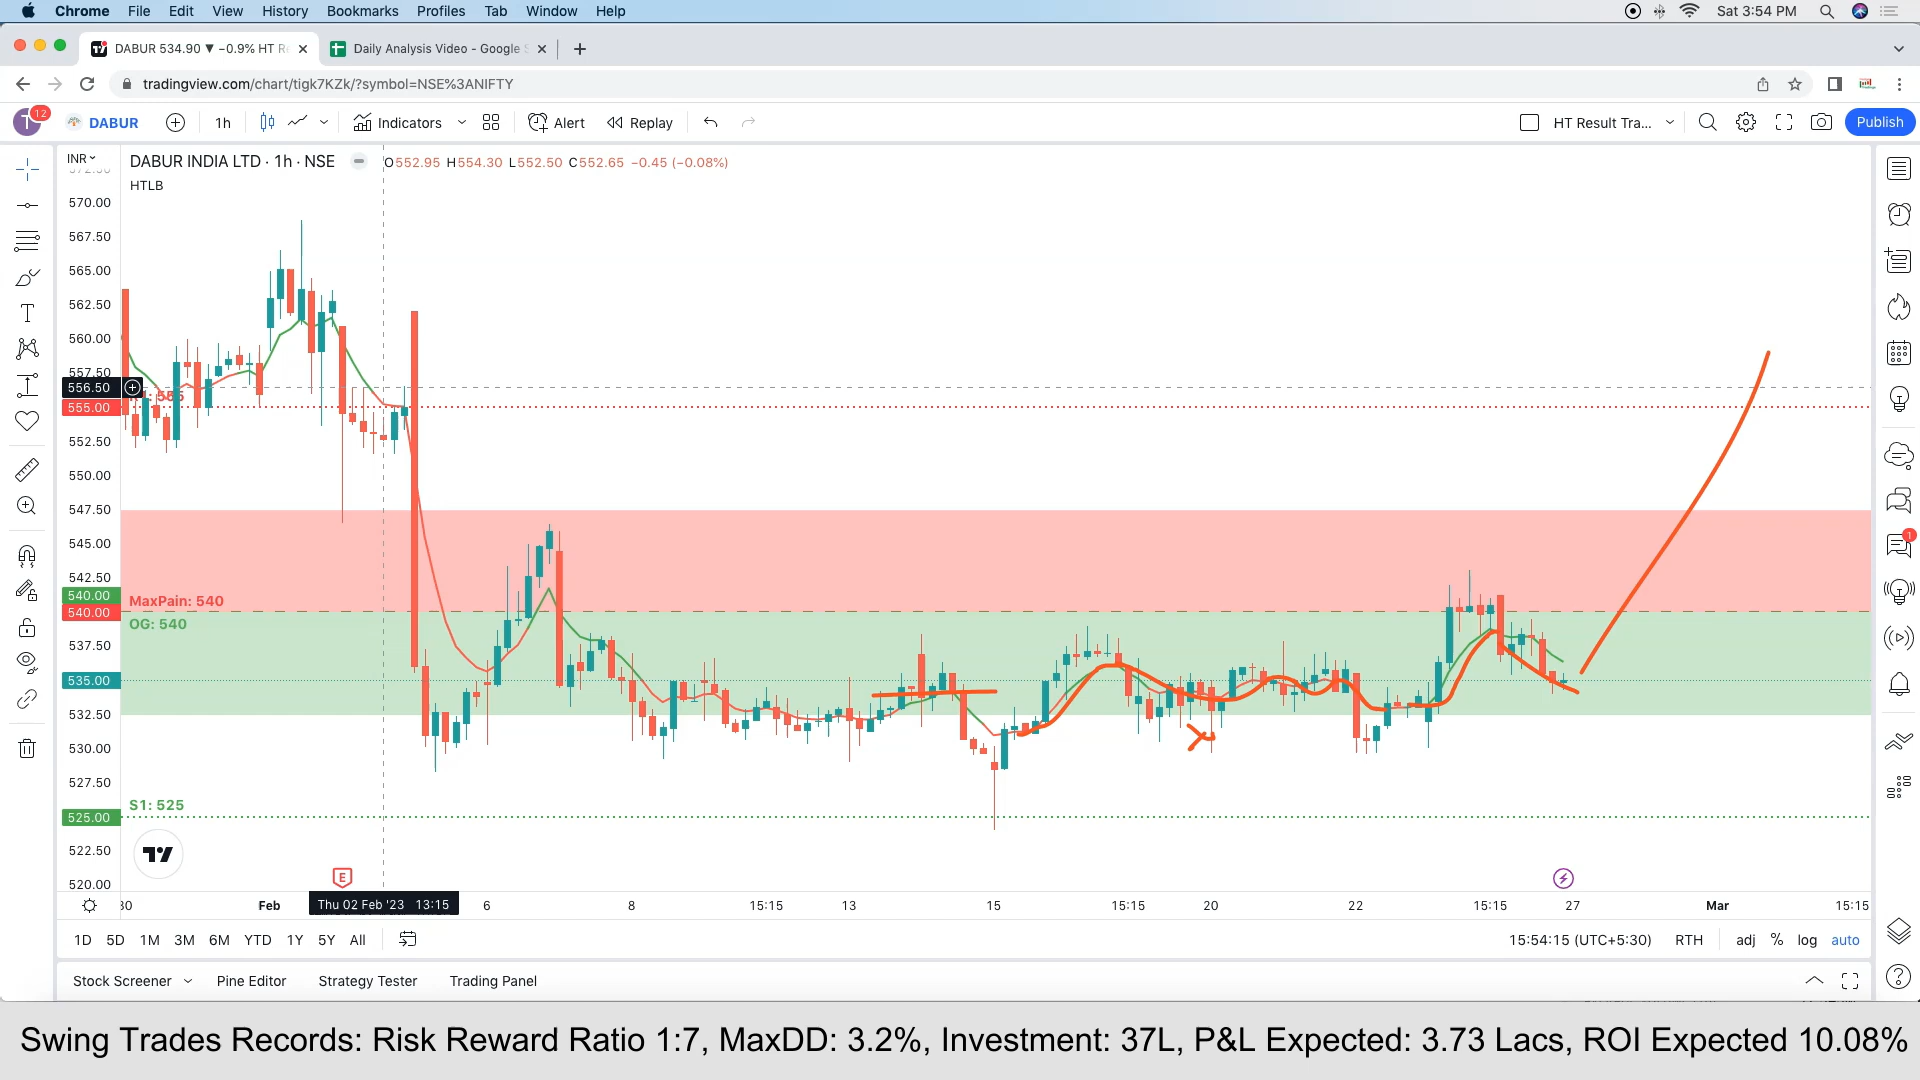 Chrome File Edit View History Bookmarks Profiles Tab Window Help Sat 3:54 PM
DABUR 534.90 ▼ −0.9% HT Daily Analysis Video - Google
tradingview.com/chart/tigk7KZk/?symbol=NSE%3ANIFTY
T 12 DABUR 1h Indicators Alert Replay HT Result Tra... Publish
INR DABUR INDIA LTD · 1h · NSE O552.95 H554.30 L552.50 C552.65 −0.45 (−0.08%)
HTLB
570.00
567.50
565.00
562.50
560.00
557.50
556.50
555.00
552.50
550.00
547.50
545.00
542.50
540.00 MaxPain: 540
540.00
OG: 540
537.50
535.00
532.50
530.00
527.50
S1: 525
525.00
522.50
520.00
E
Feb Thu 02 Feb '23 13:15 6 8 15:15 13 15 15:15 20 22 15:15 27 Mar 15:15
1D 5D 1M 3M 6M YTD 1Y 5Y All 15:54:15 (UTC+5:30) RTH adj % log auto
Stock Screener Pine Editor Strategy Tester Trading Panel
1
Swing Trades Records: Risk Reward Ratio 1:7, MaxDD: 3.2%, Investment: 37L, P&L Expected: 3.73 Lacs, ROI Expected 10.08%